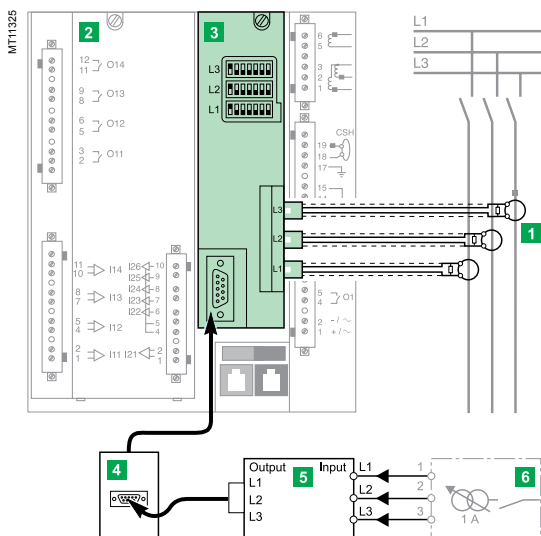 MT11325
2
3
L1
L2
L3
12
11
O14
9
8
O13
6
5
O12
3
2
O11
L3
L2
L1
6
5
3
2
1
CSH
19
18
17
15
L3
L2
L1
1
11
10
I14
8
7
I13
5
4
I12
2
1
I11
I26
10
I25
9
I24
8
I23
7
I22
6
5
4
I21
2
1
5
4
O1
2
- / ~
1
+ / ~
4
Output
Input
L1
L2
L3
5
L1
L2
L3
1
2
3
6
1 A